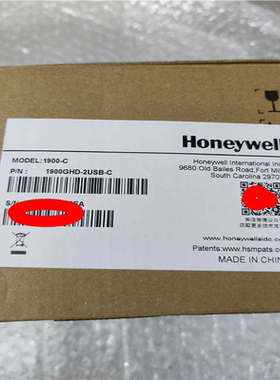 Honeywell
MODEL:1900-C
Honeywell International Inc
9680 Old Bailes Road,Fort Mi
P/N : 1900GHD-2USB-C
South Carolina 2970
S/N
www.honeywellaidc.
Patents:www.hsmpats.c
MADE IN CHIN